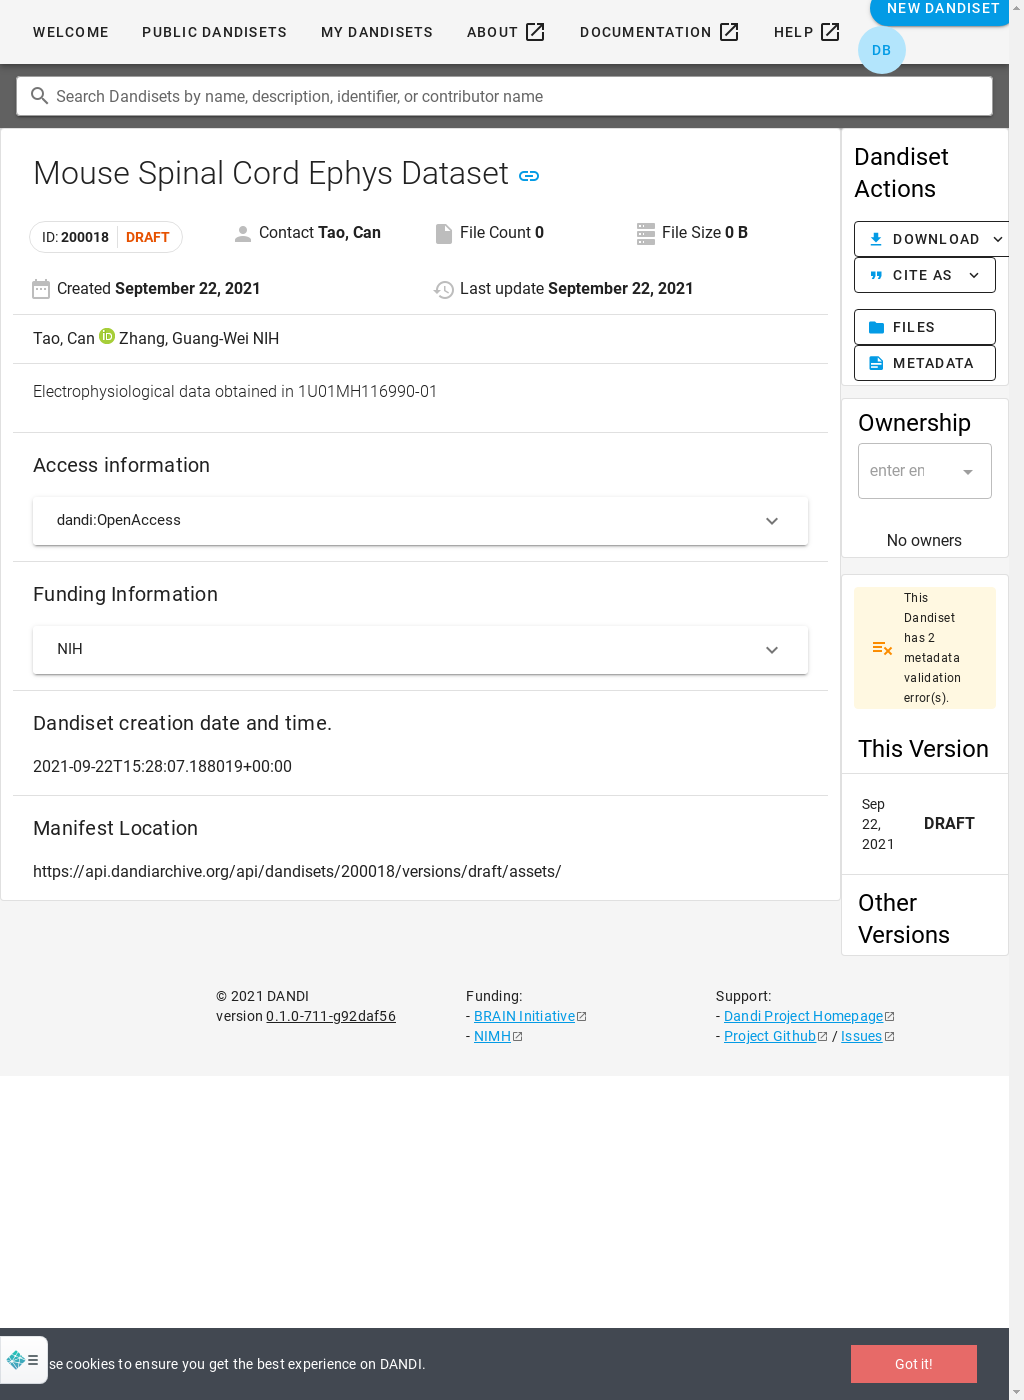 WELCOME PUBLIC DANDISETS MY DANDISETS ABOUT DOCUMENTATION HELP
NEW DANDISET
DB
Search Dandisets by name, description, identifier, or contributor name
Mouse Spinal Cord Ephys Dataset
ID: 200018 DRAFT
Contact Tao, Can
File Count 0
File Size 0 B
Created September 22, 2021
Last update September 22, 2021
Tao, Can iD Zhang, Guang-Wei NIH
Electrophysiological data obtained in 1U01MH116990-01
Access information
dandi:OpenAccess
Funding Information
NIH
Dandiset creation date and time.
2021-09-22T15:28:07.188019+00:00
Manifest Location
https://api.dandiarchive.org/api/dandisets/200018/versions/draft/assets/
Dandiset
Actions
DOWNLOAD
CITE AS
FILES
METADATA
Ownership
enter en
No owners
This
Dandiset
has 2
metadata
validation
error(s).
This Version
Sep
22,
2021
DRAFT
Other
Versions
© 2021 DANDI
version 0.1.0-711-g92daf56
Funding:
- BRAIN Initiative
- NIMH
Support:
- Dandi Project Homepage
- Project Github / Issues
se cookies to ensure you get the best experience on DANDI.
Got it!